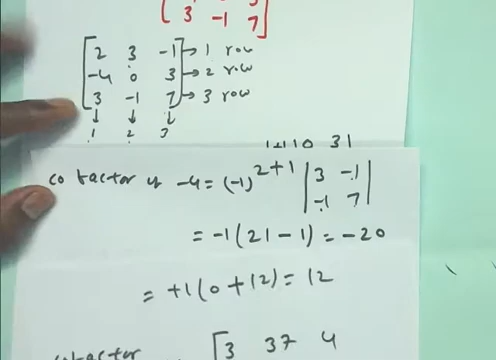 3 -1 7
2 3 -1 → 1 row
-4 0 3 → 2 row
3 -1 7 → 3 row
↓ ↓ ↓
1 2 3
cofactor of -4 = (-1)^2+1 | 3 -1 |
| -1 7 |
= -1(21-1) = -20
= +1(0+12) = 12
cofactor [3 37 4